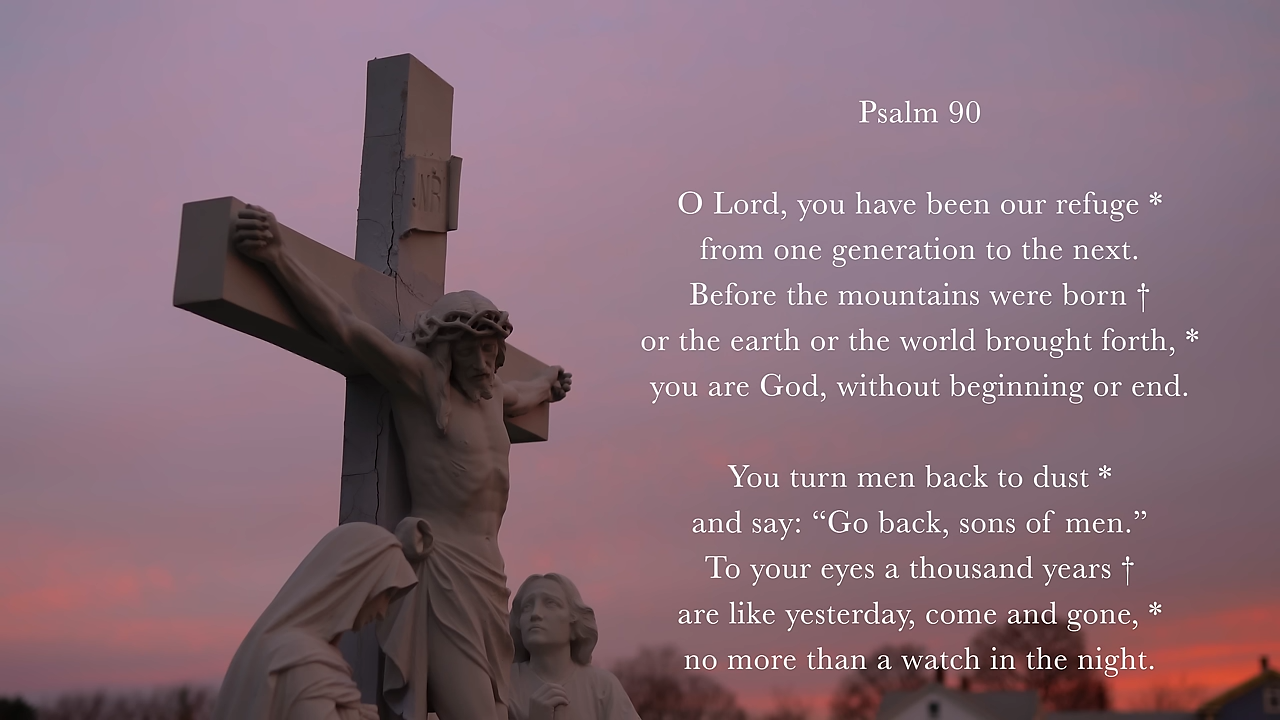 INRI
Psalm 90
O Lord, you have been our refuge *
from one generation to the next.
Before the mountains were born †
or the earth or the world brought forth, *
you are God, without beginning or end.
You turn men back to dust *
and say: “Go back, sons of men.”
To your eyes a thousand years †
are like yesterday, come and gone, *
no more than a watch in the night.